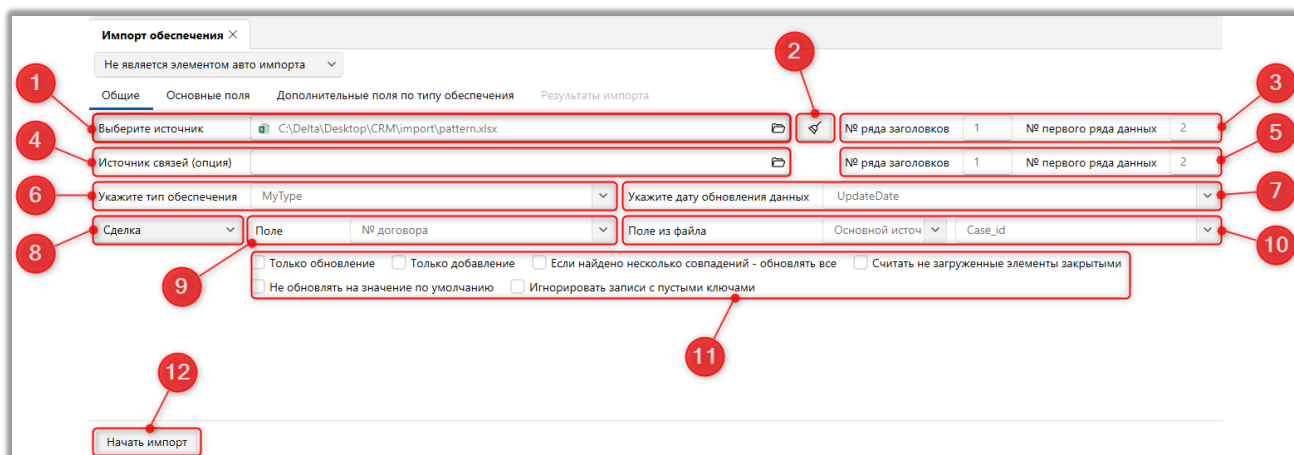 Импорт обеспечения ×
Не является элементом авто импорта
2
1
3
Общие Основные поля Дополнительные поля по типу обеспечения Результаты импорта
Выберите источник C:\Delta\Desktop\CRM\import\pattern.xlsx № ряда заголовков 1 № первого ряда данных 2
4
5
Источник связей (опция) № ряда заголовков 1 № первого ряда данных 2
6 Укажите тип обеспечения MyType Укажите дату обновления данных UpdateDate 7
Сделка Поле № договора Поле из файла Основной источ Case_id
8
10
Только обновление Только добавление Если найдено несколько совпадений - обновлять все Считать не загруженные элементы закрытыми
9
Не обновлять на значение по умолчанию Игнорировать записи с пустыми ключами
11
12
Начать импорт